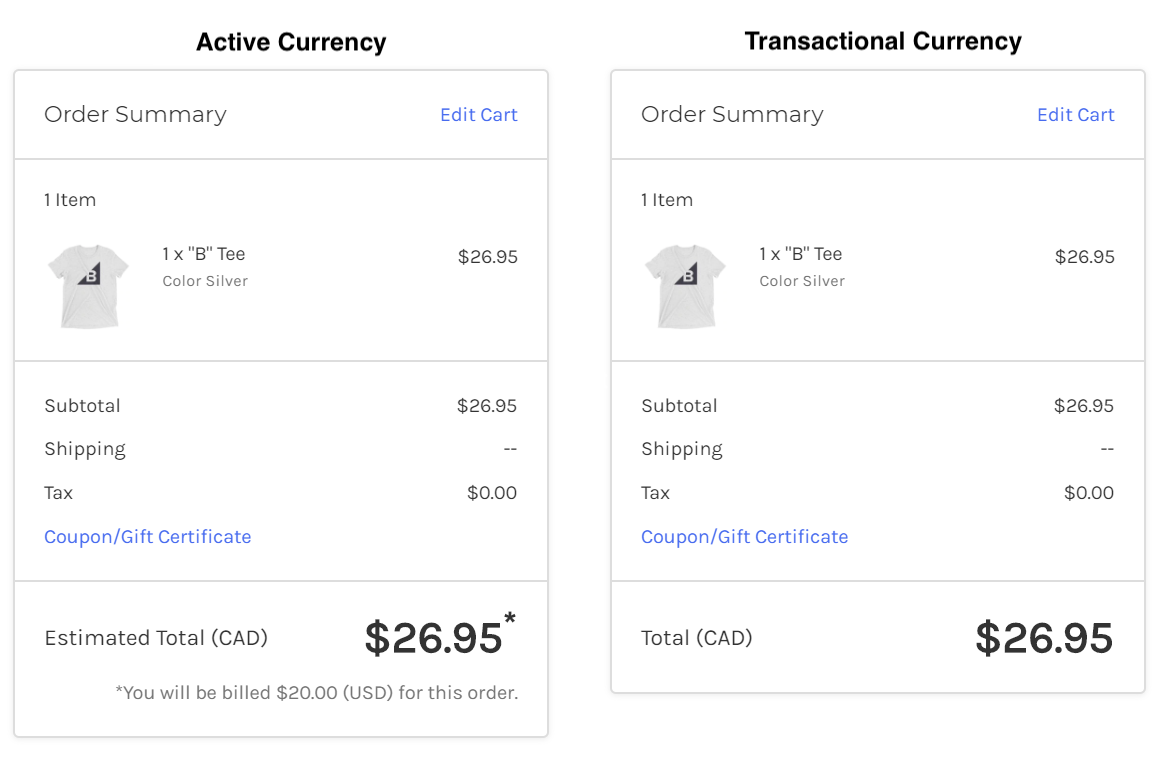 Active Currency
Order Summary Edit Cart
1 Item
B
1 x "B" Tee $26.95
Color Silver
Subtotal $26.95
Shipping --
Tax $0.00
Coupon/Gift Certificate
Estimated Total (CAD) $26.95*
*You will be billed $20.00 (USD) for this order.
Transactional Currency
Order Summary Edit Cart
1 Item
B
1 x "B" Tee $26.95
Color Silver
Subtotal $26.95
Shipping --
Tax $0.00
Coupon/Gift Certificate
Total (CAD) $26.95